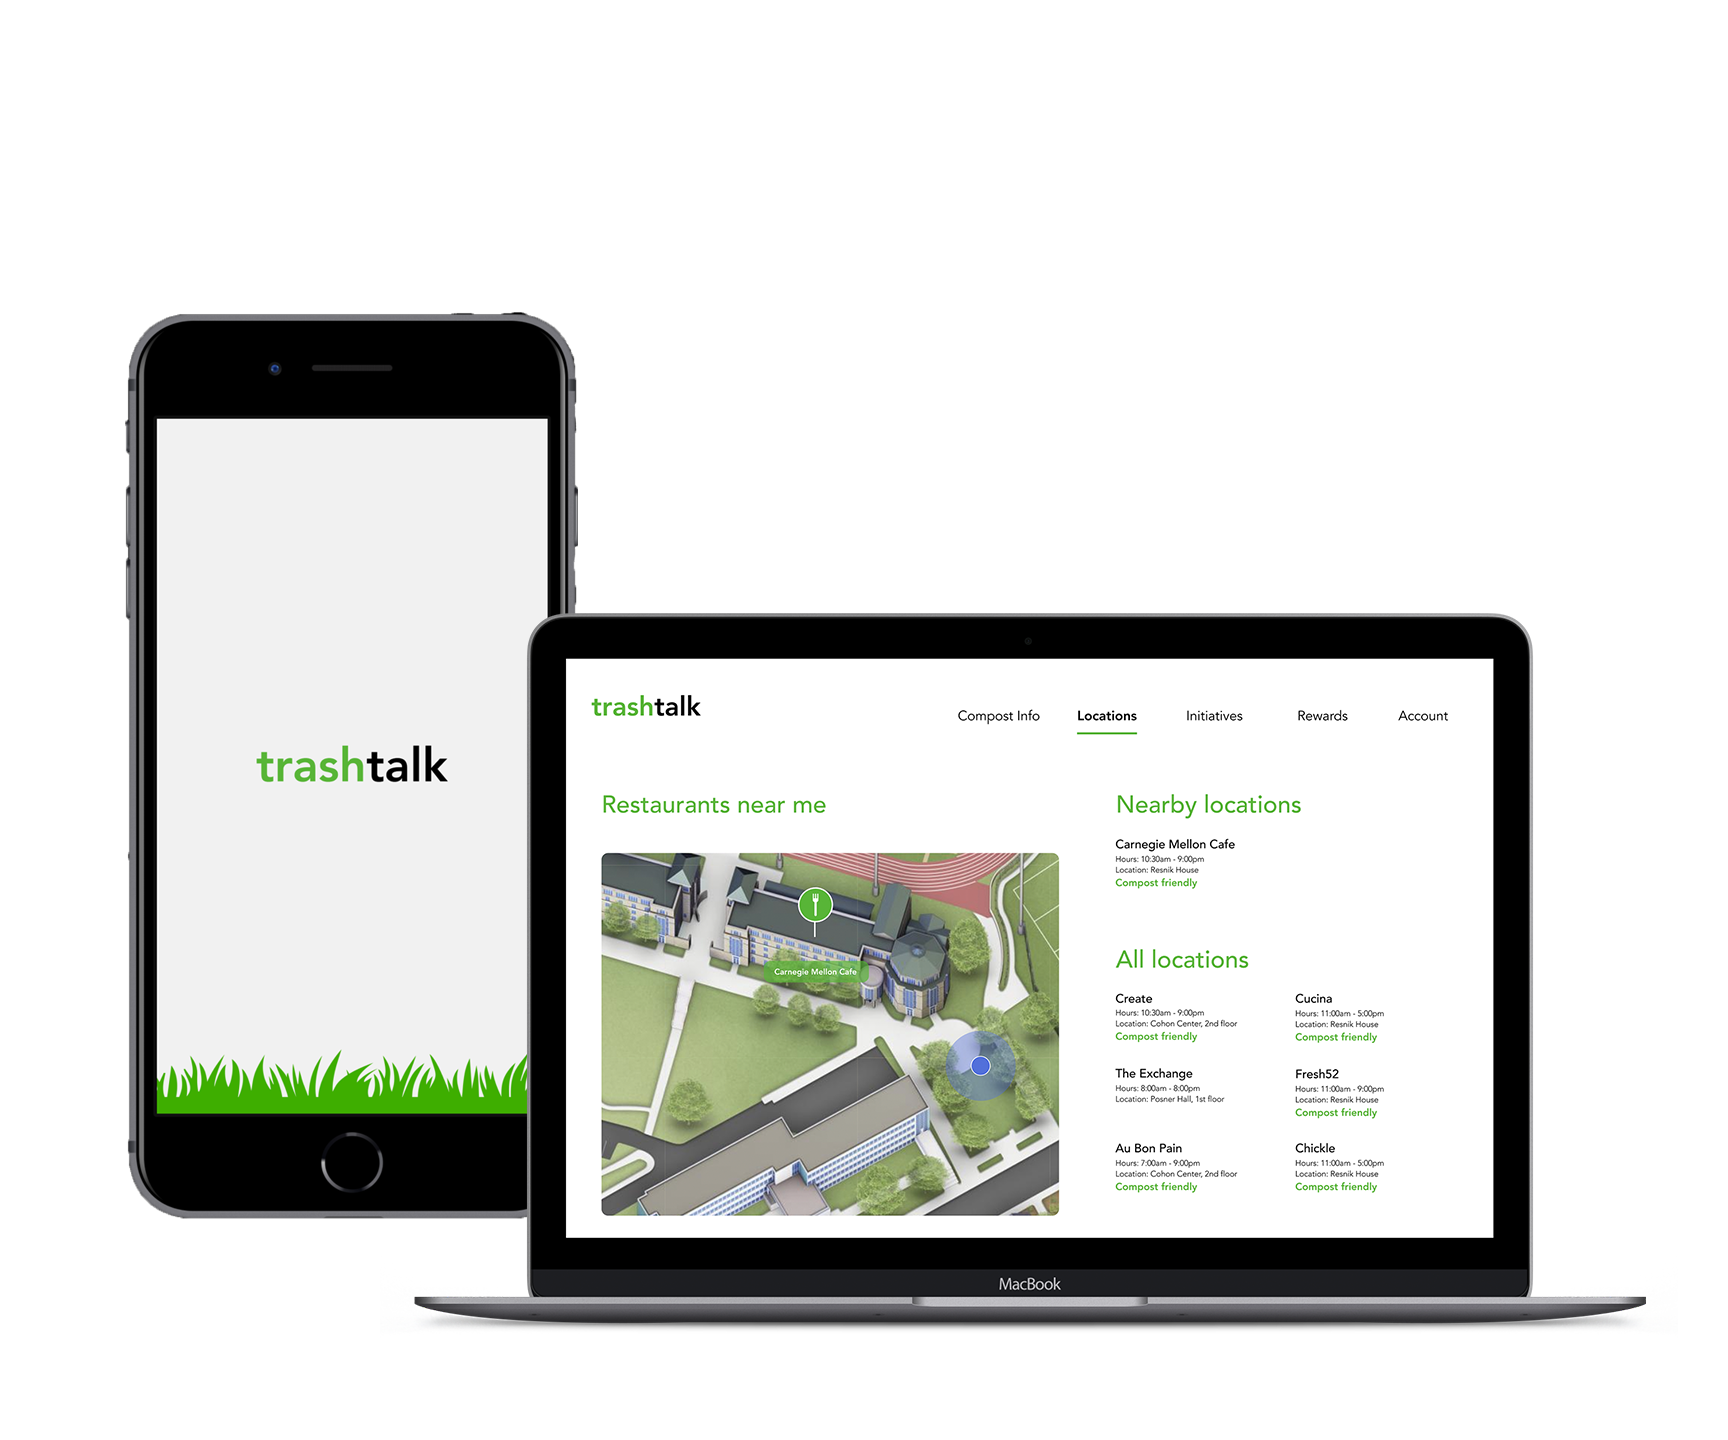 trashtalk
trashtalk
Compost Info
Locations
Initiatives
Rewards
Account
Restaurants near me
Carnegie Mellon Cafe
Nearby locations
Carnegie Mellon Cafe
Hours: 10:30am - 9:00pm
Location: Resnik House
Compost friendly
All locations
Create
Hours: 10:30am - 9:00pm
Location: Cohon Center, 2nd floor
Compost friendly
Cucina
Hours: 11:00am - 5:00pm
Location: Resnik House
Compost friendly
The Exchange
Hours: 8:00am - 8:00pm
Location: Posner Hall, 1st floor
Fresh52
Hours: 11:00am - 9:00pm
Location: Resnik House
Compost friendly
Au Bon Pain
Hours: 7:00am - 9:00pm
Location: Cohon Center, 2nd floor
Compost friendly
Chickle
Hours: 11:00am - 5:00pm
Location: Resnik House
Compost friendly
MacBook